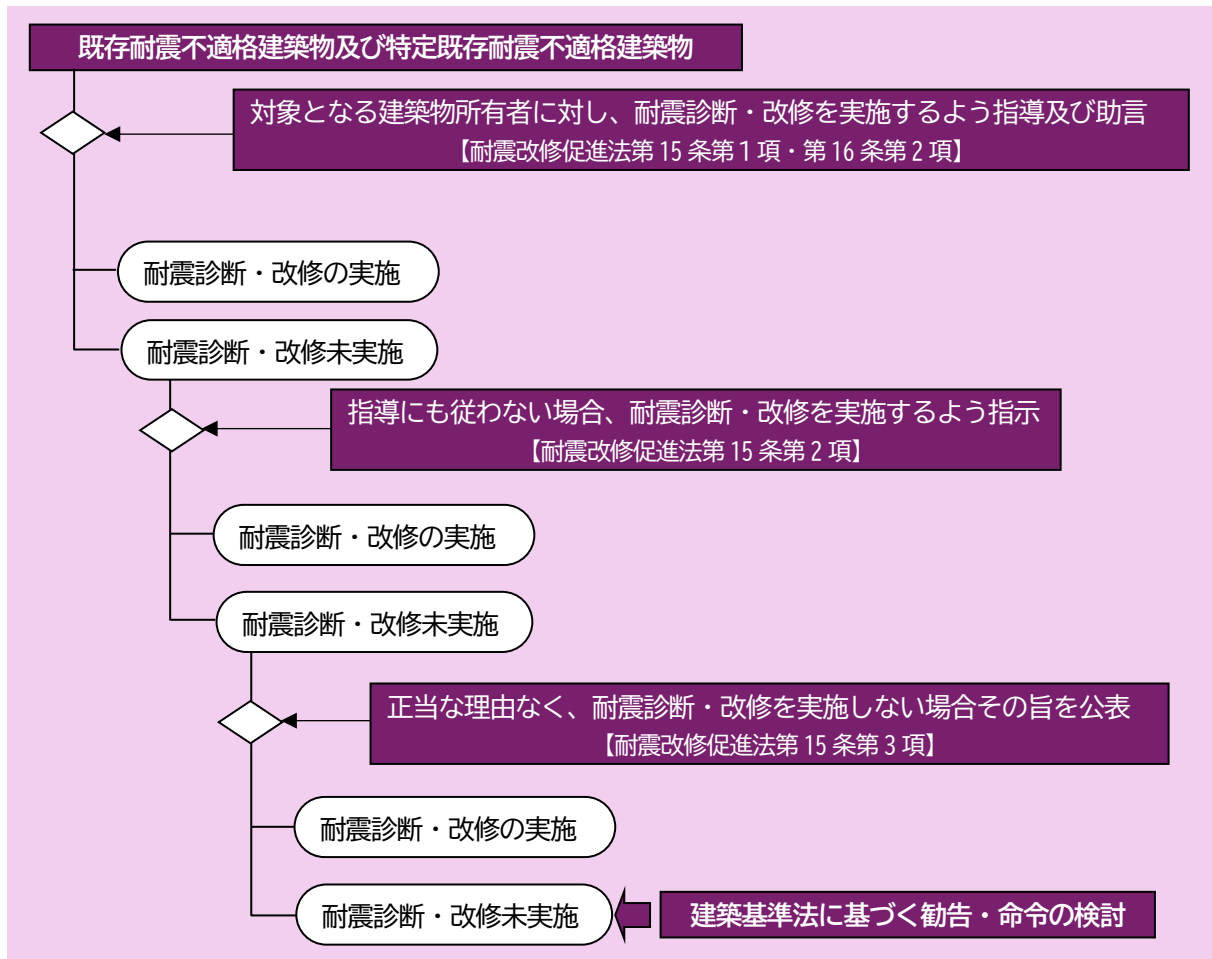 既存耐震不適格建築物及び特定既存耐震不適格建築物
対象となる建築物所有者に対し、耐震診断・改修を実施するよう指導及び助言
【耐震改修促進法第15条第1項・第16条第2項】
耐震診断・改修の実施
耐震診断・改修未実施
指導にも従わない場合、耐震診断・改修を実施するよう指示
【耐震改修促進法第15条第2項】
耐震診断・改修の実施
耐震診断・改修未実施
正当な理由なく、耐震診断・改修を実施しない場合その旨を公表
【耐震改修促進法第15条第3項】
耐震診断・改修の実施
耐震診断・改修未実施
建築基準法に基づく勧告・命令の検討